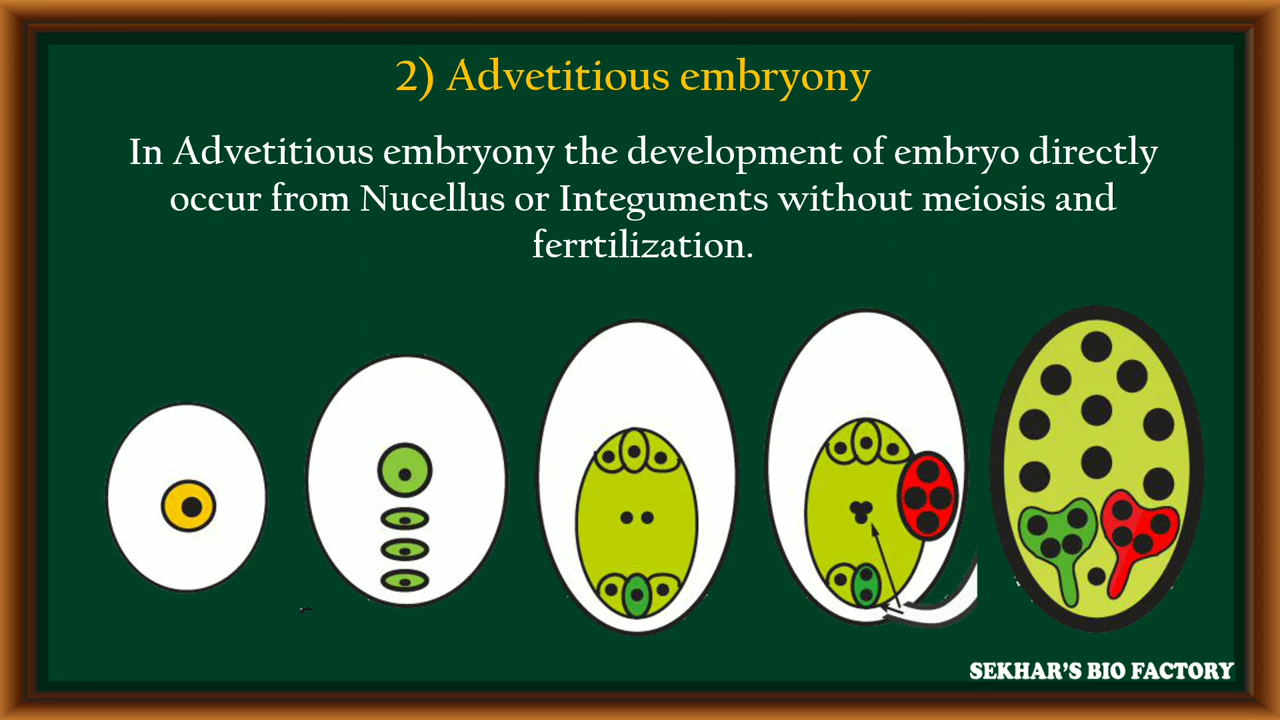 2) Advetitious embryony
In Advetitious embryony the development of embryo directly
occur from Nucellus or Integuments without meiosis and
ferrtilization.
SEKHAR'S BIO FACTORY